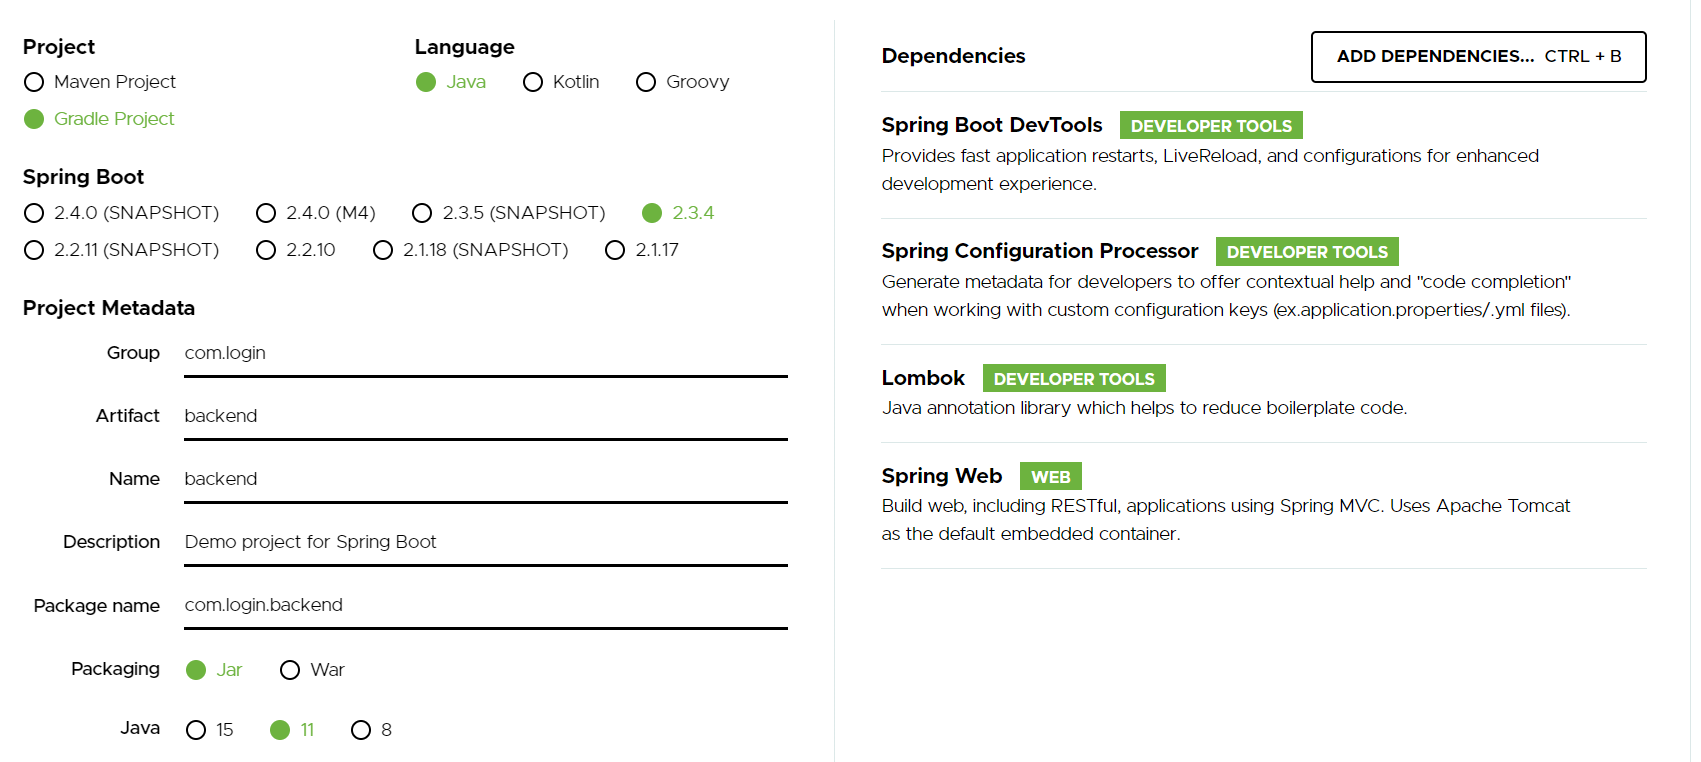 Project
Maven Project
Gradle Project
Language
Java Kotlin Groovy
Spring Boot
2.4.0 (SNAPSHOT) 2.4.0 (M4) 2.3.5 (SNAPSHOT) 2.3.4
2.2.11 (SNAPSHOT) 2.2.10 2.1.18 (SNAPSHOT) 2.1.17
Project Metadata
Group com.login
Artifact backend
Name backend
Description Demo project for Spring Boot
Package name com.login.backend
Packaging Jar War
Java 15 11 8
Dependencies ADD DEPENDENCIES... CTRL + B
Spring Boot DevTools DEVELOPER TOOLS
Provides fast application restarts, LiveReload, and configurations for enhanced
development experience.
Spring Configuration Processor DEVELOPER TOOLS
Generate metadata for developers to offer contextual help and "code completion"
when working with custom configuration keys (ex.application.properties/.yml files).
Lombok DEVELOPER TOOLS
Java annotation library which helps to reduce boilerplate code.
Spring Web WEB
Build web, including RESTful, applications using Spring MVC. Uses Apache Tomcat
as the default embedded container.